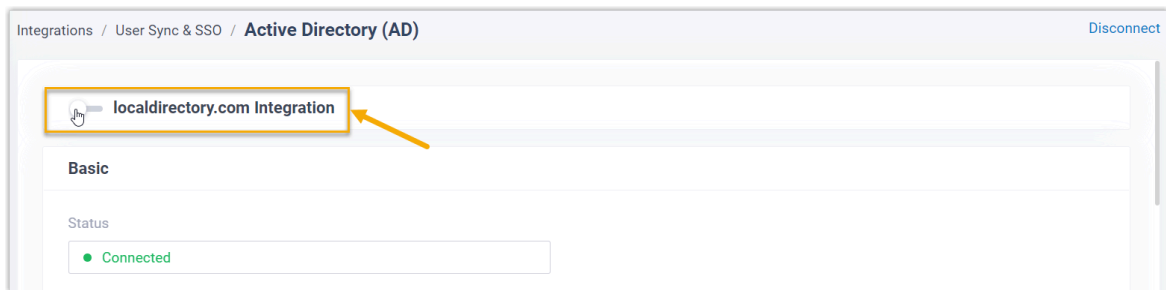 Integrations / User Sync & SSO / Active Directory (AD)
Disconnect
localdirectory.com Integration
Basic
Status
Connected